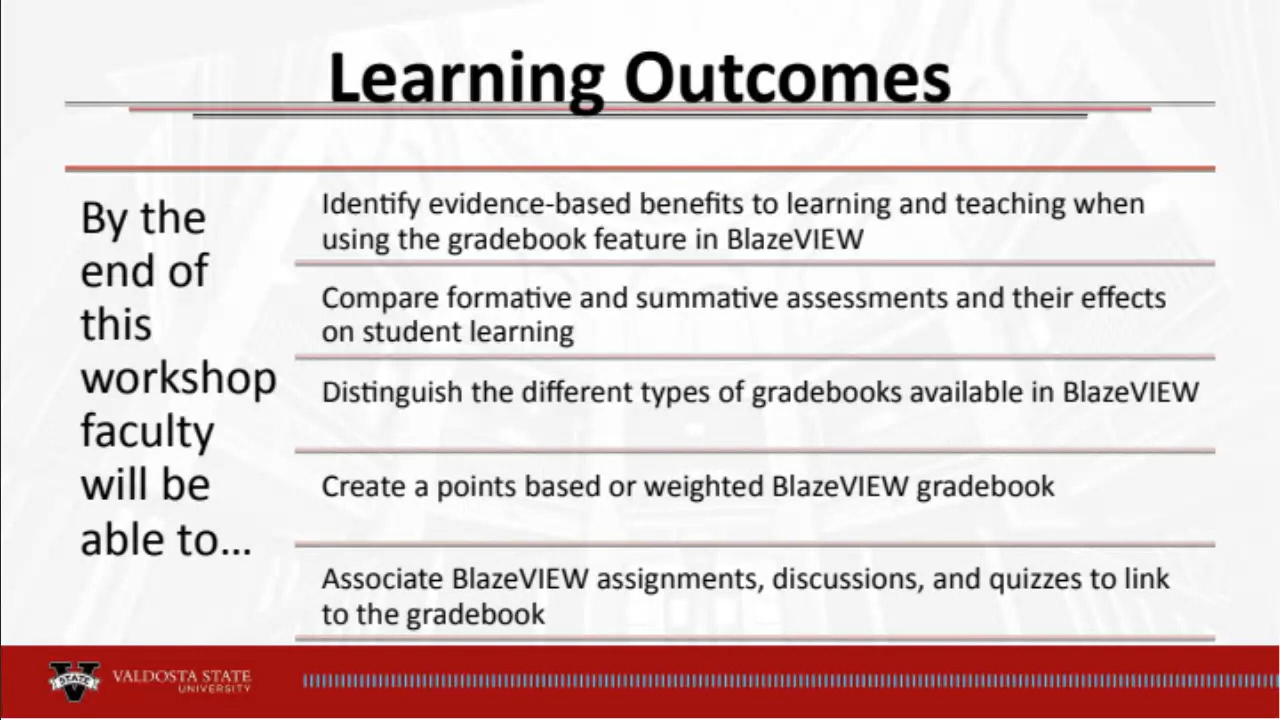 Learning Outcomes
By the
end of
this
workshop
faculty
will be
able to...
Identify evidence-based benefits to learning and teaching when
using the gradebook feature in BlazeVIEW
Compare formative and summative assessments and their effects
on student learning
Distinguish the different types of gradebooks available in BlazeVIEW
Create a points based or weighted BlazeVIEW gradebook
Associate BlazeVIEW assignments, discussions, and quizzes to link
to the gradebook
V STATE
VALDOSTA STATE
UNIVERSITY